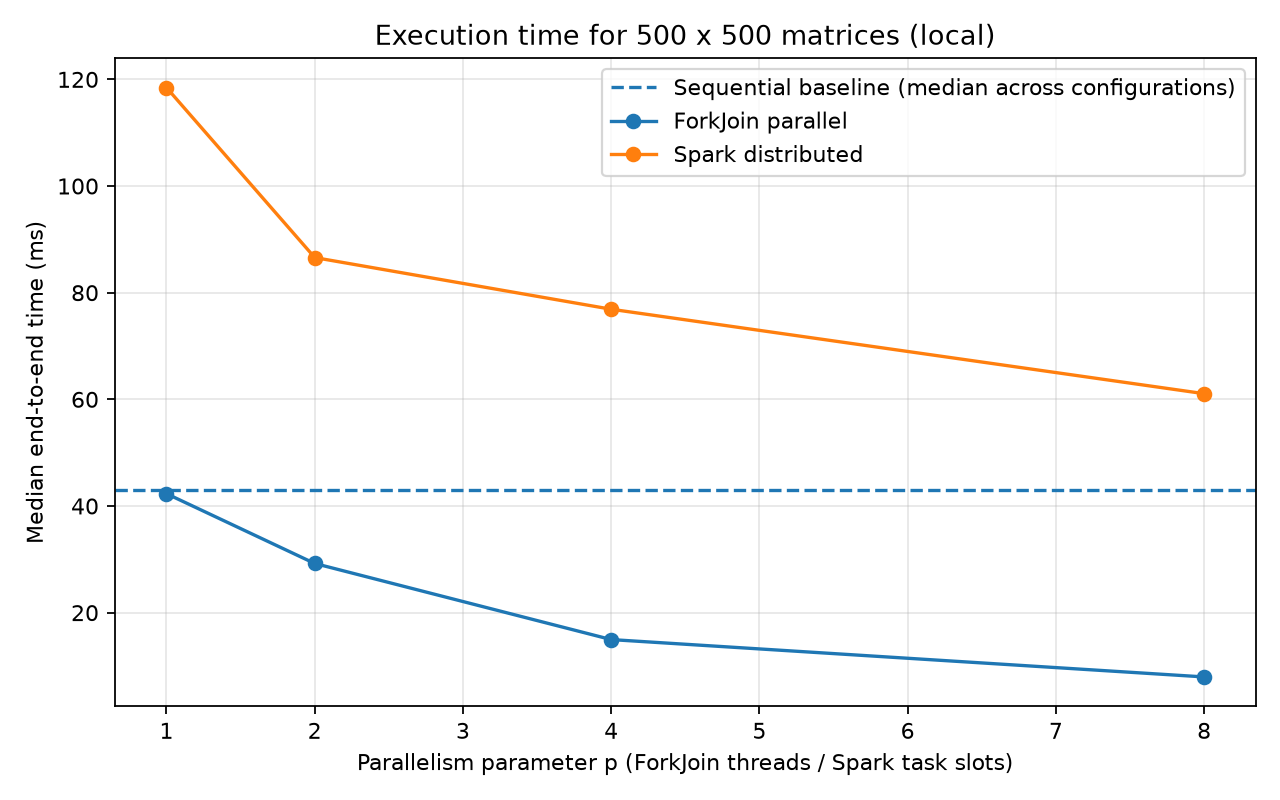 Execution time for 500 x 500 matrices (local)
Sequential baseline (median across configurations)
ForkJoin parallel
Spark distributed
Median end-to-end time (ms)
120
100
80
60
40
20
1 2 3 4 5 6 7 8
Parallelism parameter p (ForkJoin threads / Spark task slots)